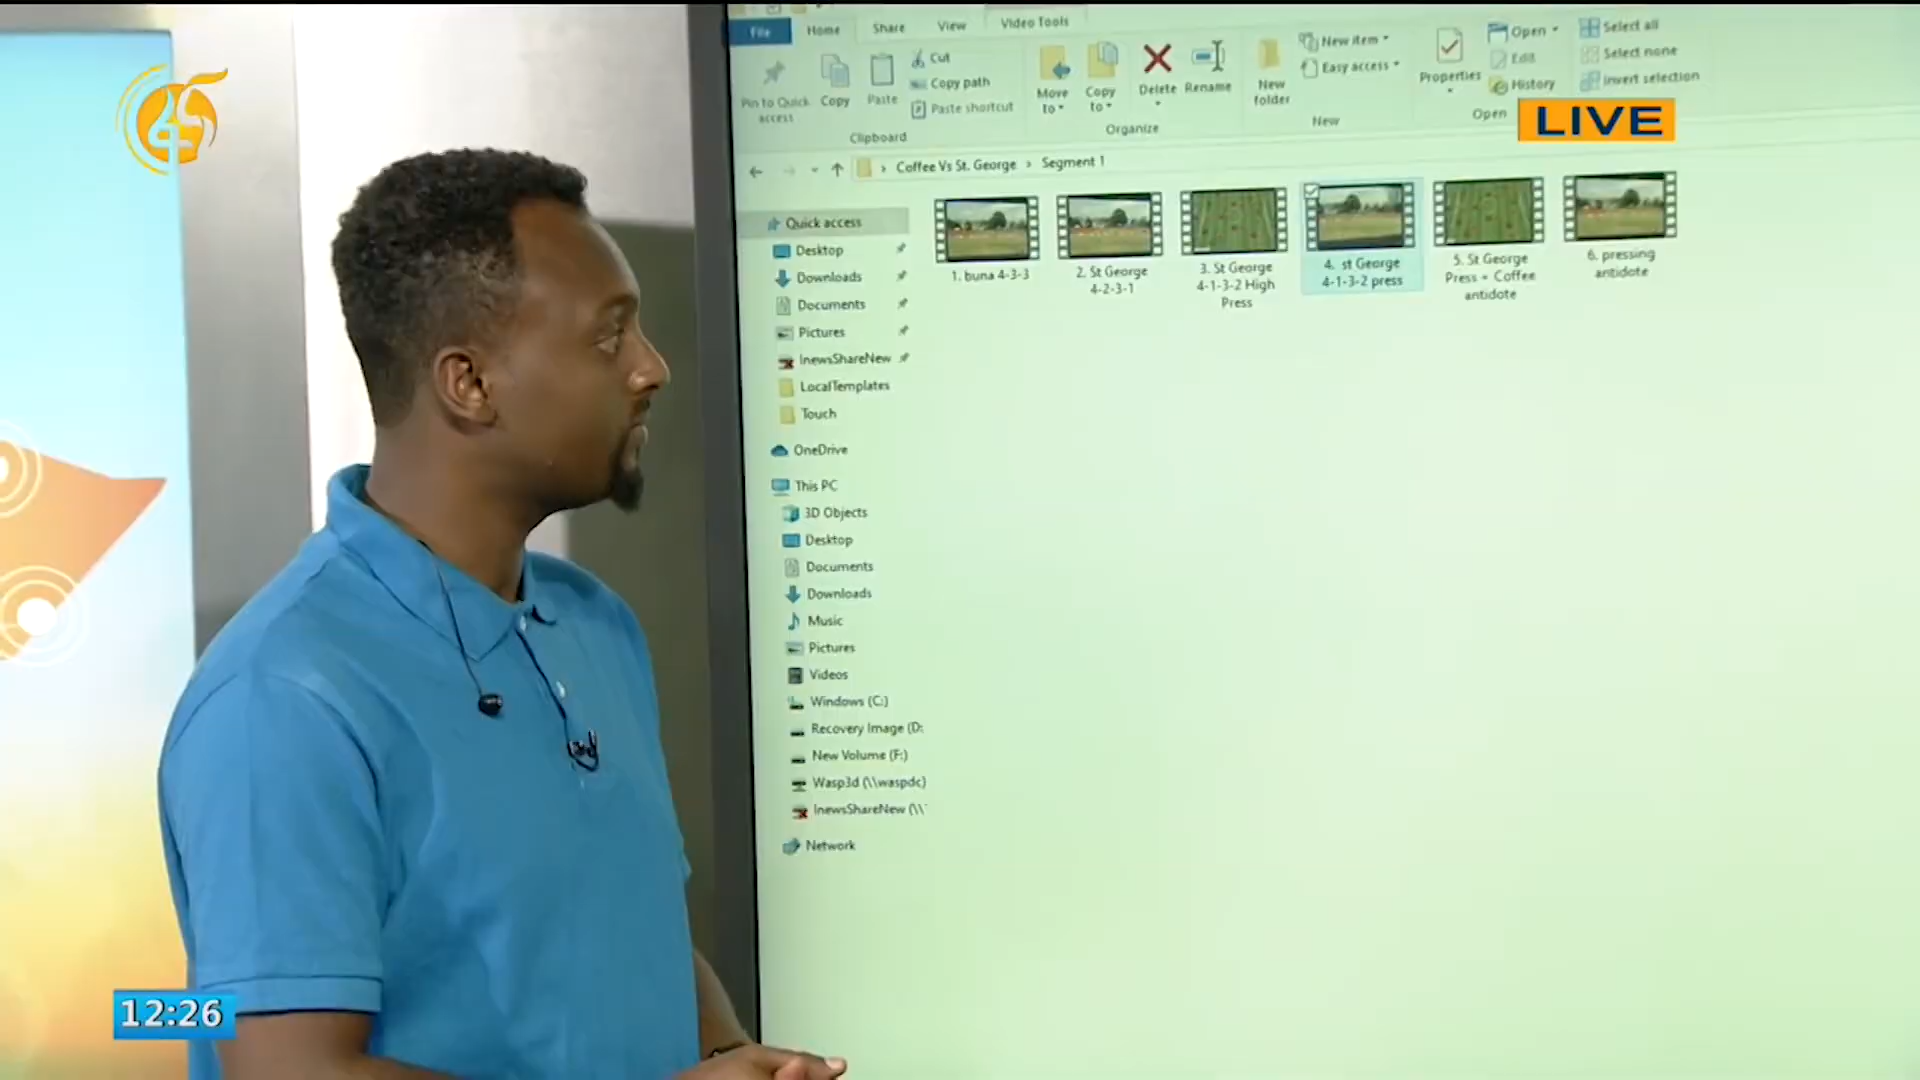 File
Home
Share
View
Video Tools
Pin to Quick
access
Copy
Paste
Cut
Copy path
Paste shortcut
Clipboard
Move
to
Copy
to
Delete
Rename
Organize
New
folder
New item
Easy access
New
Properties
Open
Edit
History
Open
Select all
Select none
Invert selection
LIVE
Coffee Vs St. George › Segment 1
1. buna 4-3-3
2. St George
4-2-3-1
3. St George
4-1-3-2 High
Press
4. st George
4-1-3-2 press
5. St George
Press + Coffee
antidote
6. pressing
antidote
Quick access
Desktop
Downloads
Documents
Pictures
InewsShareNew
LocalTemplates
Touch
OneDrive
This PC
3D Objects
Desktop
Documents
Downloads
Music
Pictures
Videos
Windows (C:)
Recovery Image (D:
New Volume (F:)
Wasp3d (\\waspdc)
InewsShareNew (\\
Network
12:26